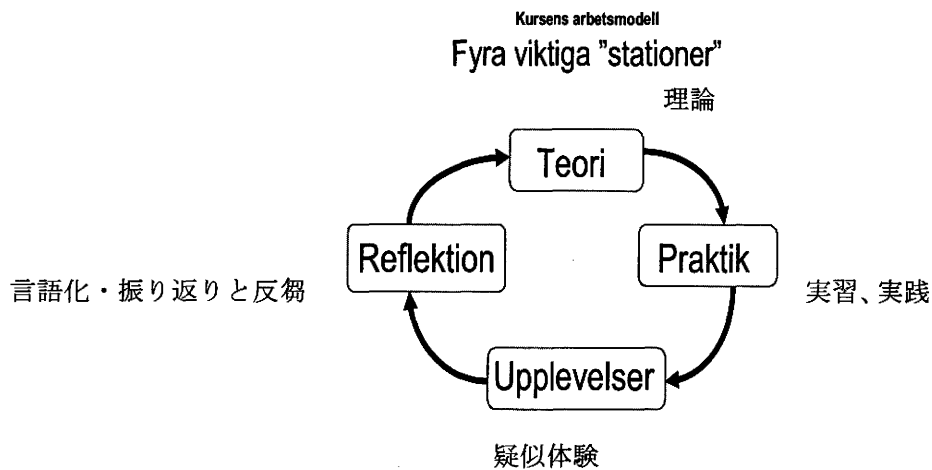 Kursens arbetsmodell
Fyra viktiga ”stationer”
理論
Teori
Reflektion
Praktik
言語化・振り返りと反芻
実習、実践
Upplevelser
疑似体験